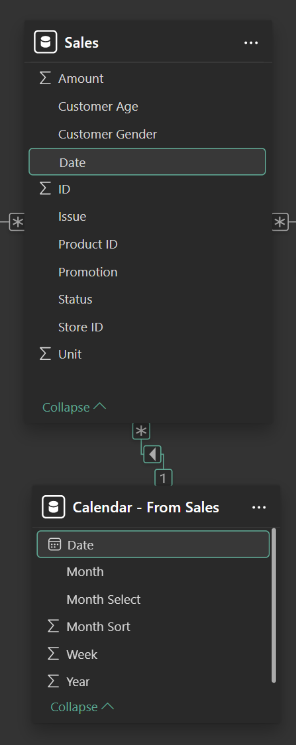 Sales
Amount
Customer Age
Customer Gender
Date
ID
Issue
Product ID
Promotion
Status
Store ID
Unit
Collapse
1
Calendar - From Sales
Date
Month
Month Select
Month Sort
Week
Year
Collapse